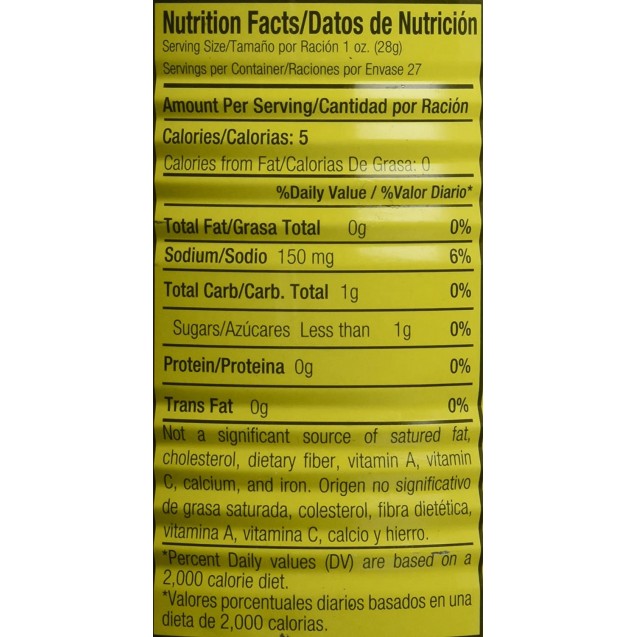 Nutrition Facts/Datos de Nutrición
Serving Size/Tamaño por Ración 1 oz. (28g)
Servings per Container/Raciones por Envase 27
Amount Per Serving/Cantidad por Ración
Calories/Calorias: 5
Calories from Fat/Calorias De Grasa: 0
%Daily Value / %Valor Diario*
Total Fat/Grasa Total 0g 0%
Sodium/Sodio 150 mg 6%
Total Carb/Carb. Total 1g 0%
Sugars/Azúcares Less than 1g 0%
Protein/Proteina 0g 0%
Trans Fat 0g 0%
Not a significant source of satured fat,
cholesterol, dietary fiber, vitamin A, vitamin
C, calcium, and iron. Origen no significativo
de grasa saturada, colesterol, fibra dietética,
vitamina A, vitamina C, calcio y hierro.
*Percent Daily values (DV) are based on a
2,000 calorie diet.
*Valores porcentuales diarios basados en una
dieta de 2,000 calorias.